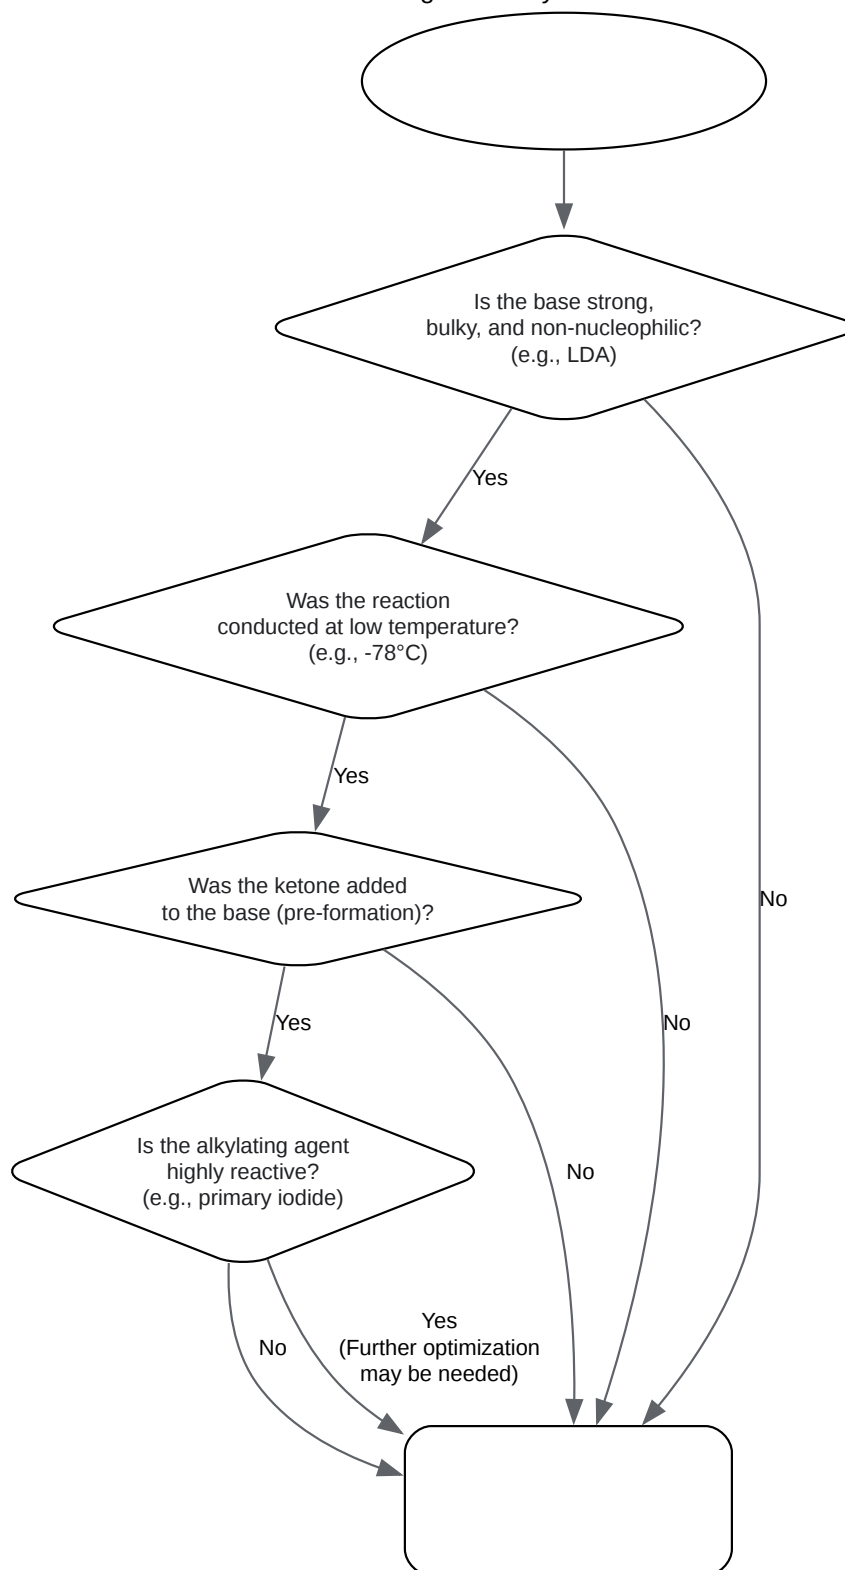 Is the base strong,
bulky, and non-nucleophilic?
(e.g., LDA)
Yes
Was the reaction
conducted at low temperature?
(e.g., -78°C)
Yes
Was the ketone added
to the base (pre-formation)?
No
Yes
No
Is the alkylating agent
highly reactive?
(e.g., primary iodide)
No
Yes
(Further optimization
may be needed)
No